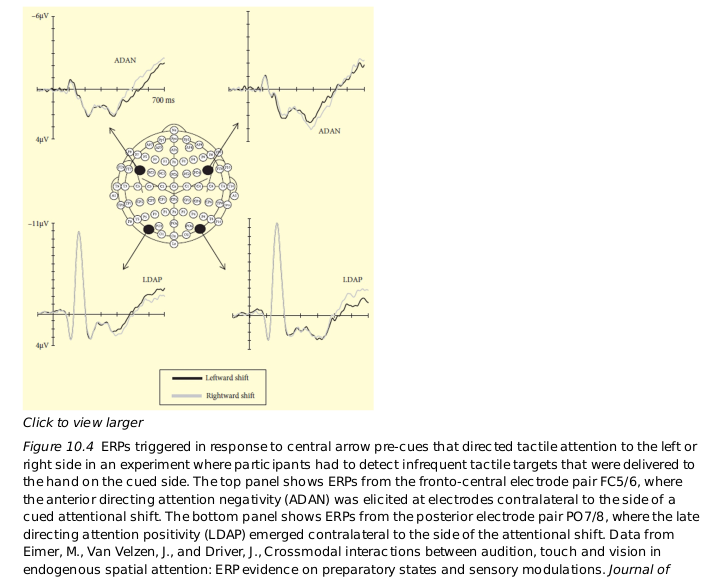 -6μV
ADAN
700 ms
4μV
ADAN
-11μV
LDAP
LDAP
4μV
Leftward shift
Rightward shift
Click to view larger
Figure 10.4 ERPs triggered in response to central arrow pre-cues that directed tactile attention to the left or
right side in an experiment where participants had to detect infrequent tactile targets that were delivered to
the hand on the cued side. The top panel shows ERPs from the fronto-central electrode pair FC5/6, where
the anterior directing attention negativity (ADAN) was elicited at electrodes contralateral to the side of a
cued attentional shift. The bottom panel shows ERPs from the posterior electrode pair PO7/8, where the late
directing attention positivity (LDAP) emerged contralateral to the side of the attentional shift. Data from
Eimer, M., Van Velzen, J., and Driver, J., Crossmodal interactions between audition, touch and vision in
endogenous spatial attention: ERP evidence on preparatory states and sensory modulations. Journal of